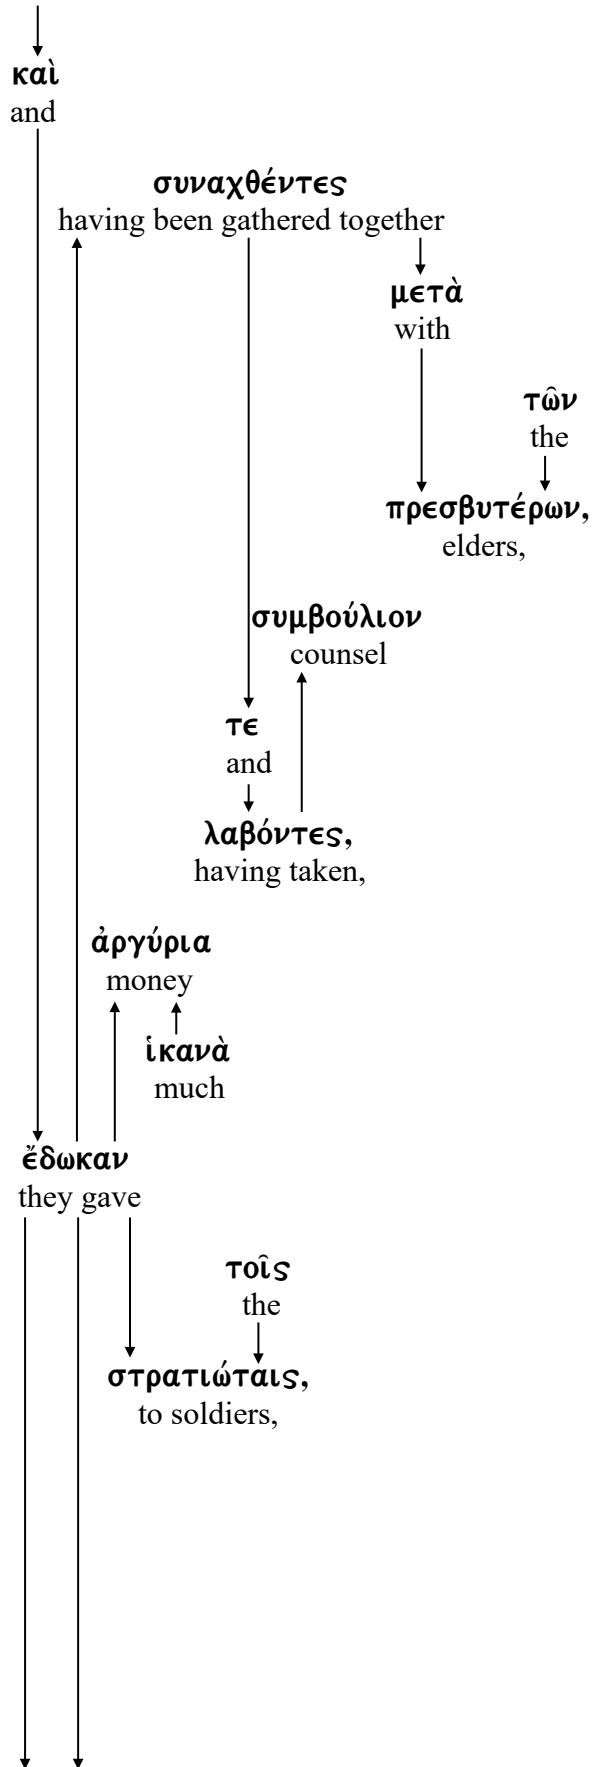 καὶ
and
συναχθέντες
having been gathered together
μετὰ
with
τῶν
the
πρεσβυτέρων,
elders,
συμβούλιον
counsel
τε
and
λαβόντες,
having taken,
ἀργύρια
money
ἱκανὰ
much
ἔδωκαν
they gave
τοῖς
the
στρατιώταις,
to soldiers,